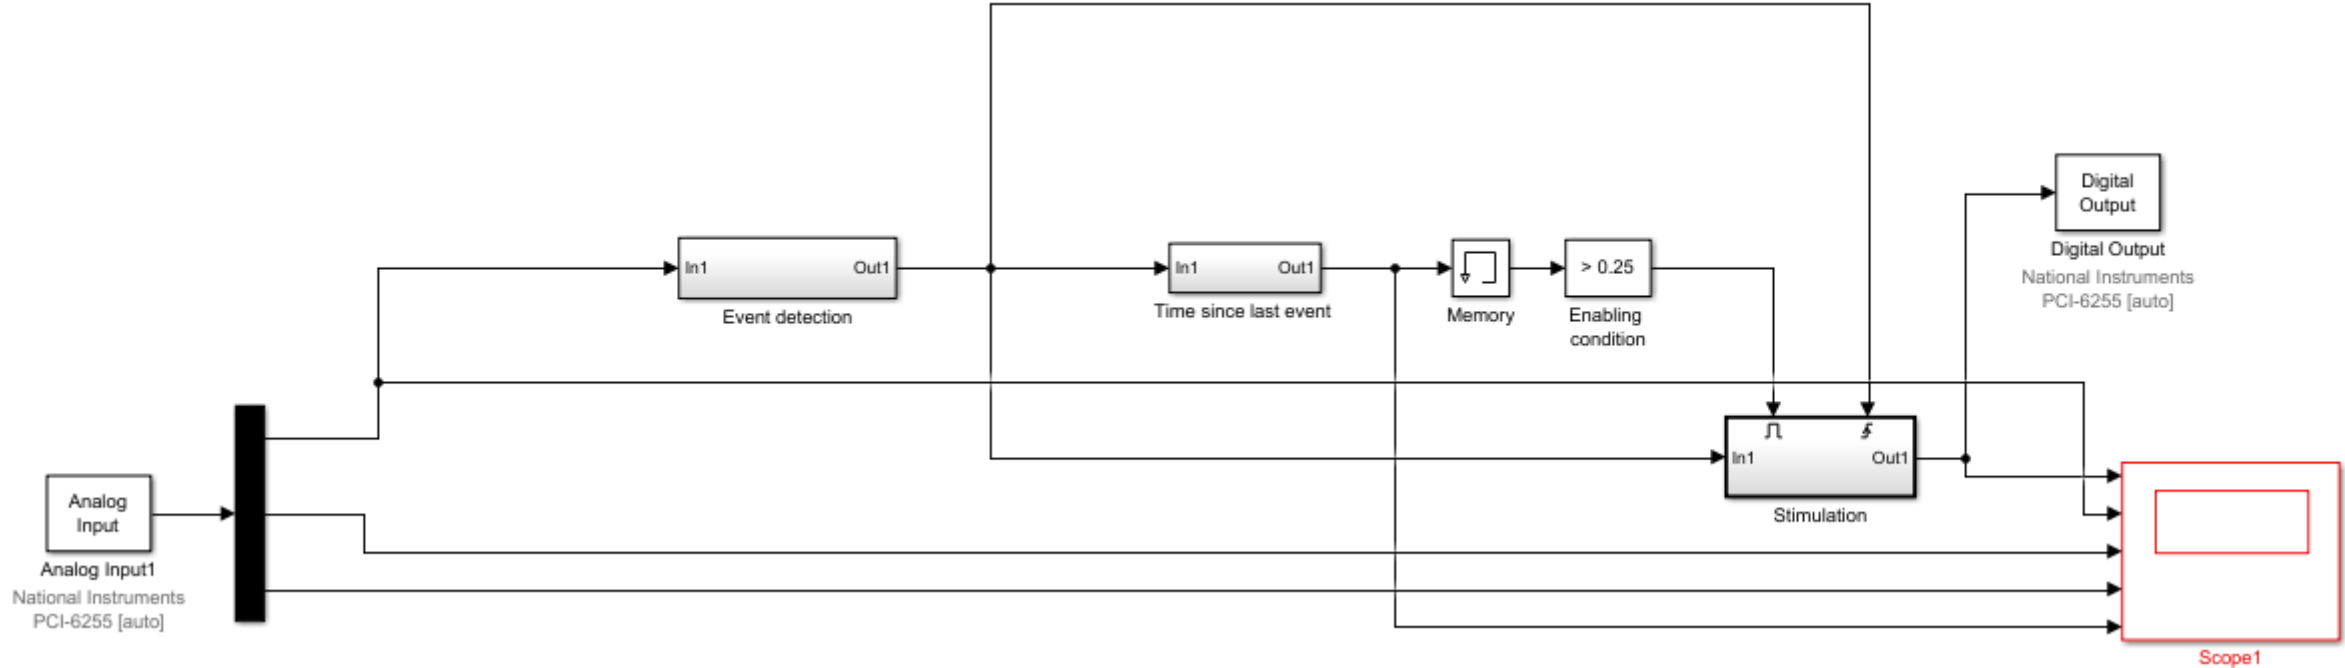 Analog
Input
Analog Input1
National Instruments
PCI-6255 [auto]
In1
Out1
Event detection
In1
Out1
Time since last event
Memory
> 0.25
Enabling
condition
In1
Out1
Stimulation
Digital
Output
Digital Output
National Instruments
PCI-6255 [auto]
Scope1